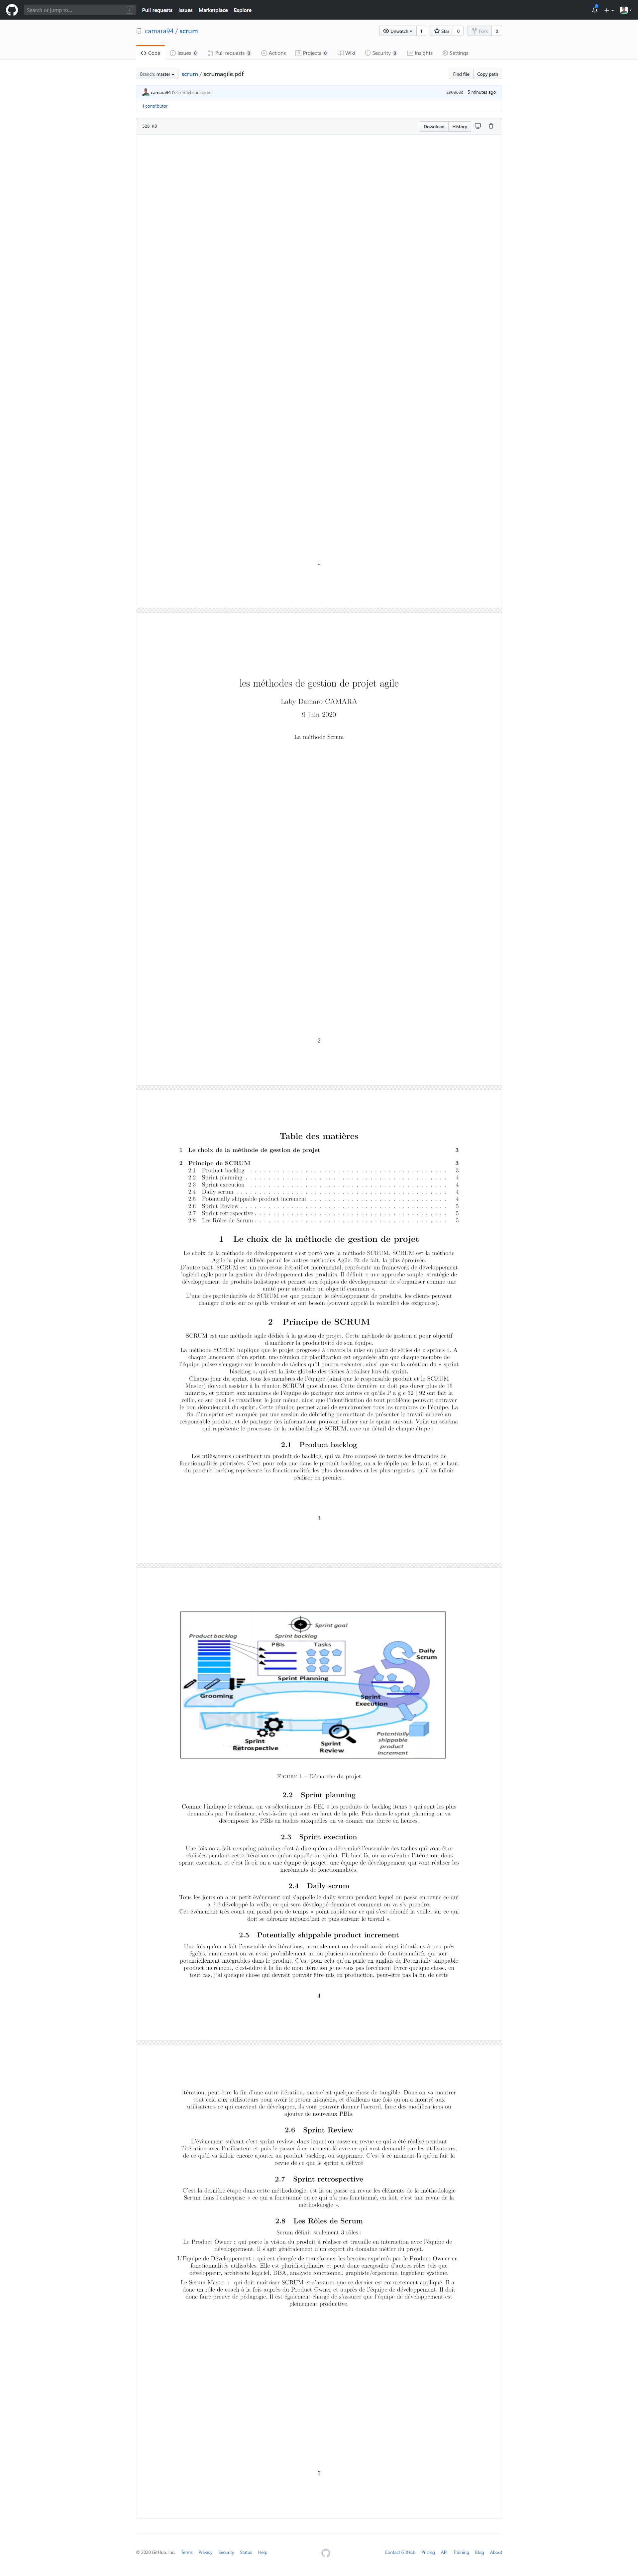 Search or jump to...
/
Pull requests Issues Marketplace Explore
camara94 / scrum
Unwatch 1 Star 0 Fork 0
Code Issues 0 Pull requests 0 Actions Projects 0 Wiki Security 0 Insights Settings
Branch: master
scrum / scrumagile.pdf
Find file Copy path
camara94 l'essentiel sur scrum
5 minutes ago
1 contributor
538 KB
Download History
1
les méthodes de gestion de projet agile
Laby Damaro CAMARA
9 juin 2020
La méthode Scrum
2
Table des matières
1 Le choix de la méthode de gestion de projet 3
2 Principe de SCRUM 3
2.1 Product backlog 3
2.2 Sprint planning 4
2.3 Sprint execution 4
2.4 Daily scrum 4
2.5 Potentially shippable product increment 4
2.6 Sprint Review 5
2.7 Sprint retrospective 5
2.8 Les Rôles de Scrum 5
1 Le choix de la méthode de gestion de projet
Le choix de la méthode de développement s'est porté vers la méthode SCRUM. SCRUM est la méthode
Agile la plus utilisée parmi les autres méthodes Agile. Et de fait, la plus éprouvée.
D'autre part, SCRUM est un processus itératif et incrémental, représente un framework de développement
logiciel agile pour la gestion du développement des produits. Il définit « une approche souple, stratégie de
développement de produits holistique et permet aux équipes de développement de s'organiser comme une
unité pour atteindre un objectif commun ».
L'une des particularités de SCRUM est que pendant le développement de produits, les clients peuvent
changer d'avis sur ce qu'ils veulent et ont besoin (souvent appelé la volatilité des exigences).
2 Principe de SCRUM
SCRUM est une méthode agile dédiée à la gestion de projet. Cette méthode de gestion a pour objectif
d'améliorer la productivité de son équipe.
La méthode SCRUM implique que le projet progresse à travers la mise en place de séries de « sprints ». A
chaque lancement d'un sprint, une réunion de planification est organisée afin que chaque membre de
l'équipe puisse s'engager sur le nombre de tâches qu'il pourra exécuter, ainsi que sur la création du « sprint
blacklog », qui est la liste globale des tâches à réaliser lors du sprint.
Chaque jour du sprint, tous les membres de l'équipe (ainsi que le responsable produit et le SCRUM
Master) doivent assister à la réunion SCRUM quotidienne. Cette dernière ne doit pas durer plus de 15
minutes, et permet aux membres de l'équipe de partager aux autres ce qu'ils P a g e 32 | 92 ont fait la
veille, ce sur quoi ils travaillent le jour même, ainsi que l'identification de tout problème pouvant entraver
le bon déroulement du sprint. Cette réunion permet ainsi de synchroniser tous les membres de l'équipe. La
fin d'un sprint est marquée par une session de débriefing permettant de présenter le travail achevé au
responsable produit, et de partager des informations pouvant influer sur le sprint suivant. Voilà un schéma
qui représente le processus de la méthodologie SCRUM, avec un détail de chaque étape :
2.1 Product backlog
Les utilisateurs constituent un produit de backlog, qui va être composé de toutes les demandes de
fonctionnalités priorisées. C'est pour cela que dans le produit backlog, on a le dépile par le haut, et le haut
du produit backlog représente les fonctionnalités les plus demandées et plus urgentes, qu'il va falloir
réaliser en premier.
3
Sprint goal
Product backlog
Sprint backlog
PBIs Tasks
Daily
Scrum
Sprint Planning
Grooming
Sprint
Execution
Sprint
Retrospective
Sprint
Review
Potentially
shippable
product
increment
FIGURE 1 – Démarche du projet
2.2 Sprint planning
Comme l'indique le schéma, on va sélectionner les PBI « les produits de backlog items » qui sont les plus
demandés par l'utilisateur, c'est-à-dire qui sont en haut de la pile. Puis dans le sprint planning on va
décomposer les PBIs en taches auxquelles on va donner une durée en heures.
2.3 Sprint execution
Une fois on a fait ce spring palnning c'est-à-dire qu'on a déterminé l'ensemble des taches qui vont être
réalisées pendant cette itération ce qu'on appelle un sprint. Eh bien là, on va exécuter l'itération, dans
sprint execution, et c'est là où on a une équipe de projet, une équipe de développement qui vont réaliser les
incréments de fonctionnalités.
2.4 Daily scrum
Tous les jours on a un petit événement qui s'appelle le daily scrum pendant lequel on passe en revue ce qui
a été développé la veille, ce qui sera développé demain et comment on va s'y prendre.
Cet événement très court qui prend peu de temps « point rapide sur ce qui s'est déroulé la veille, sur ce qui
doit se dérouler aujourd'hui et puis suivant le travail ».
2.5 Potentially shippable product increment
Une fois qu'on a fait l'ensemble des itérations, normalement on devrait avoir vingt itérations à peu près
égales, maintenant on va avoir probablement un ou plusieurs incréments de fonctionnalités qui sont
potentiellement intégrables dans le produit. C'est pour cela qu'on parle en anglais de Potentially shippable
product increment, c'est-à-dire à la fin de mon itération je ne vais pas forcément livrer quelque chose, en
tout cas, j'ai quelque chose qui devrait pouvoir être mis en production, peut-être pas la fin de cette
4
itération, peut-être la fin d'une autre itération, mais c'est quelque chose de tangible. Donc on va montrer
tout cela aux utilisateurs pour avoir le retour hi-média, et d'ailleurs une fois qu'on a montré aux
utilisateurs ce qui convient de développer, ils vont pouvoir donner l'accord, faire des modifications ou
ajouter de nouveaux PBIs.
2.6 Sprint Review
L'événement suivant c'est sprint review, dans lequel on passe en revue ce qui a été réalisé pendant
l'itération avec l'utilisateur et puis le passer à ce moment-là avec ce qui vest demandé par les utilisateurs,
de ce qu'il va falloir encore ajouter au produit backlog, ou supprimer. C'est à ce moment-là qu'on fait la
revue de ce que le sprint a délivré
2.7 Sprint retrospective
C'est la dernière étape dans cette méthodologie, est là on passe en revue les éléments de la méthodologie
Scrum dans l'entreprise « ce qui a fonctionné ou ce qui n'a pas fonctionné, en fait, c'est une revue de la
méthodologie ».
2.8 Les Rôles de Scrum
Scrum définit seulement 3 rôles :
Le Product Owner : qui porte la vision du produit à réaliser et travaille en interaction avec l'équipe de
développement. Il s'agit généralement d'un expert du domaine métier du projet.
L'Equipe de Développement : qui est chargée de transformer les besoins exprimés par le Product Owner en
fonctionnalités utilisables. Elle est pluridisciplinaire et peut donc encapsuler d'autres rôles tels que
développeur, architecte logiciel, DBA, analyste fonctionnel, graphiste/ergonome, ingénieur système.
Le Scrum Master : qui doit maîtriser SCRUM et s'assurer que ce dernier est correctement appliqué. Il a
donc un rôle de coach à la fois auprès du Product Owner et auprès de l'équipe de développement. Il doit
donc faire preuve de pédagogie. Il est également chargé de s'assurer que l'équipe de développement est
pleinement productive.
5
© 2020 GitHub, Inc. Terms Privacy Security Status Help
Contact GitHub Pricing API Training Blog About